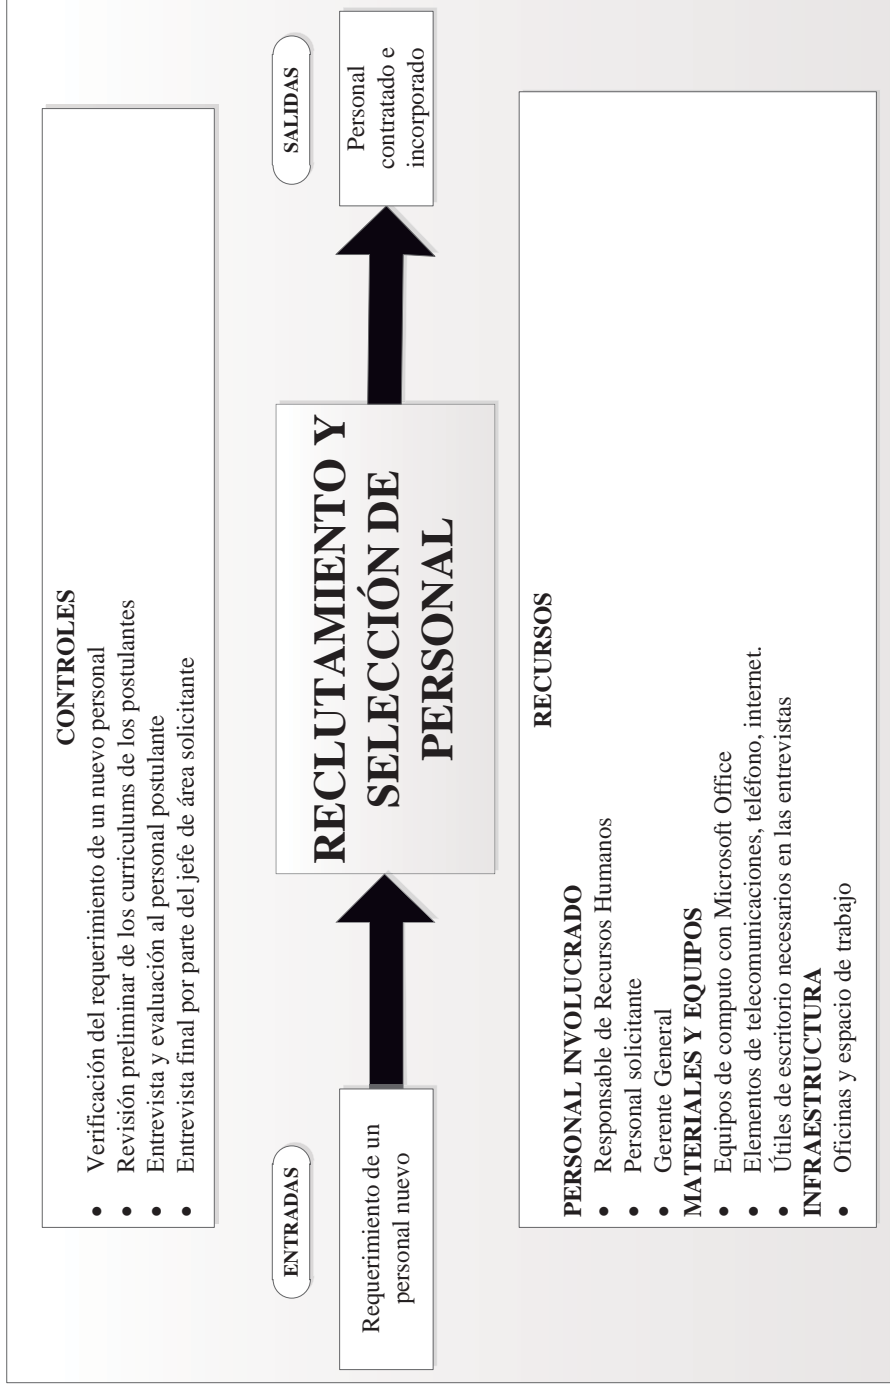 CONTROLES
• Verificación del requerimiento de un nuevo personal
• Revisión preliminar de los curriculums de los postulantes
• Entrevista y evaluación al personal postulante
• Entrevista final por parte del jefe de área solicitante
ENTRADAS
Requerimiento de un
personal nuevo
RECLUTAMIENTO Y
SELECCIÓN DE
PERSONAL
SALIDAS
Personal
contratado e
incorporado
RECURSOS
PERSONAL INVOLUCRADO
• Responsable de Recursos Humanos
• Personal solicitante
• Gerente General
MATERIALES Y EQUIPOS
• Equipos de computo con Microsoft Office
• Elementos de telecomunicaciones, teléfono, internet.
• Útiles de escritorio necesarios en las entrevistas
INFRAESTRUCTURA
• Oficinas y espacio de trabajo